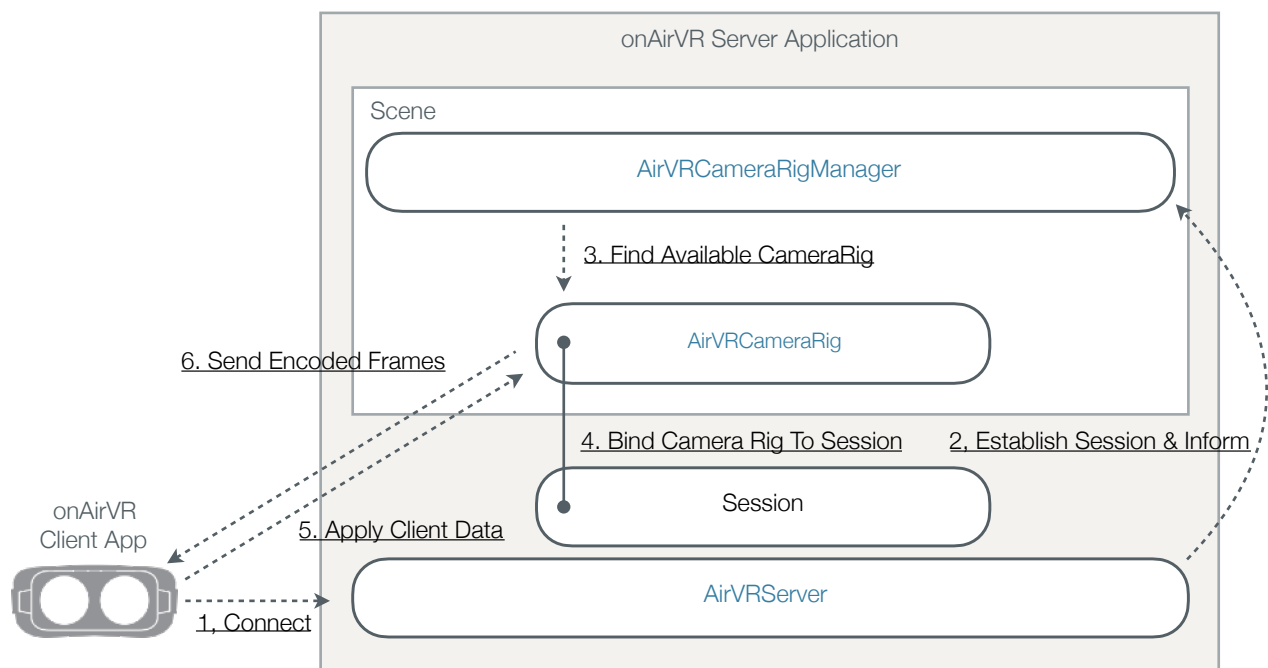 onAirVR Server Application
Scene
AirVRCameraRigManager
3. Find Available CameraRig
AirVRCameraRig
6. Send Encoded Frames
4. Bind Camera Rig To Session
2, Establish Session & Inform
Session
onAirVR
Client App
5. Apply Client Data
AirVRServer
1, Connect